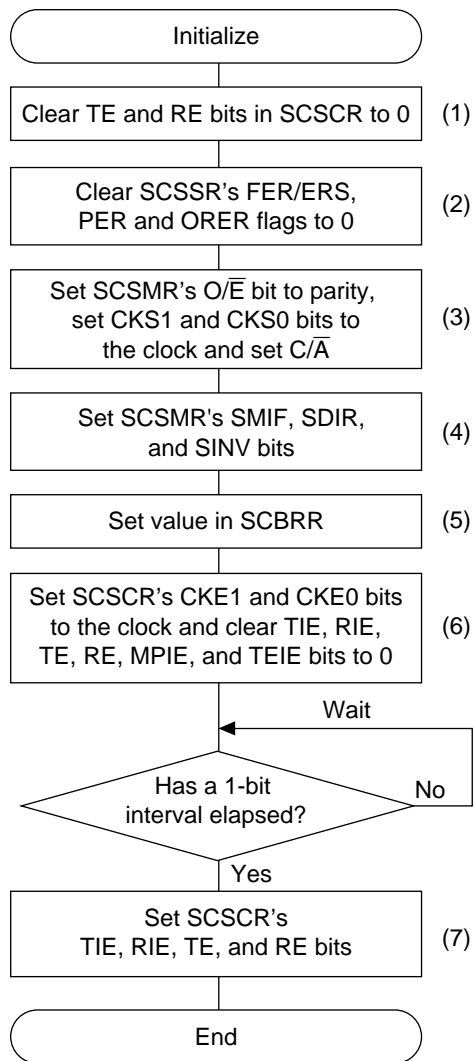 Initialize
Clear TE and RE bits in SCSCR to 0
(1)
Clear SCSSR's FER/ERS,
PER and ORER flags to 0
(2)
Set SCSMR's O/E̅ bit to parity,
set CKS1 and CKS0 bits to
the clock and set C/A̅
(3)
Set SCSMR's SMIF, SDIR,
and SINV bits
(4)
Set value in SCBRR
(5)
Set SCSCR's CKE1 and CKE0 bits
to the clock and clear TIE, RIE,
TE, RE, MPIE, and TEIE bits to 0
(6)
Wait
Has a 1-bit
interval elapsed?
No
Yes
Set SCSCR's
TIE, RIE, TE, and RE bits
(7)
End